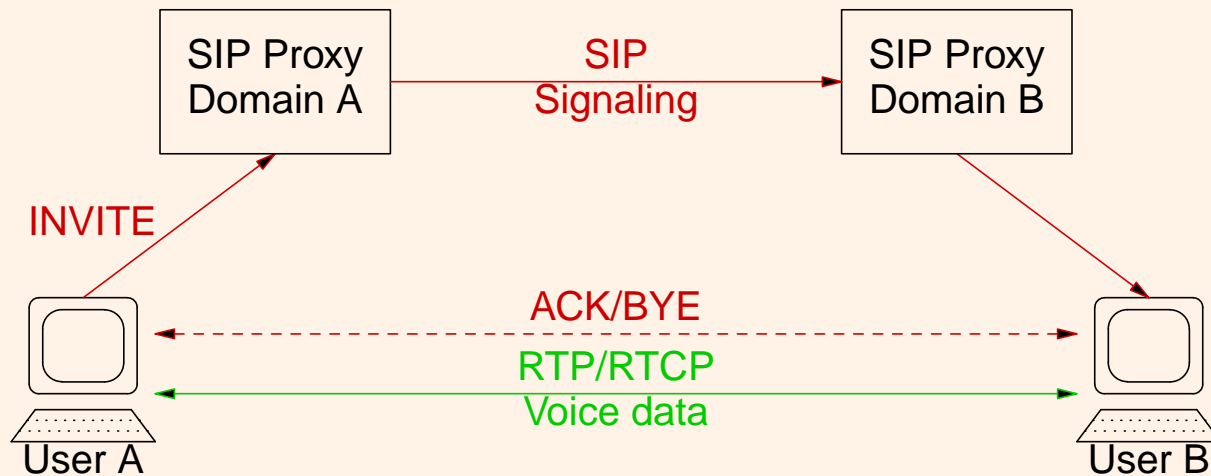 SIP Proxy
Domain A
SIP
Signaling
SIP Proxy
Domain B
INVITE
ACK/BYE
RTP/RTCP
Voice data
User A
User B